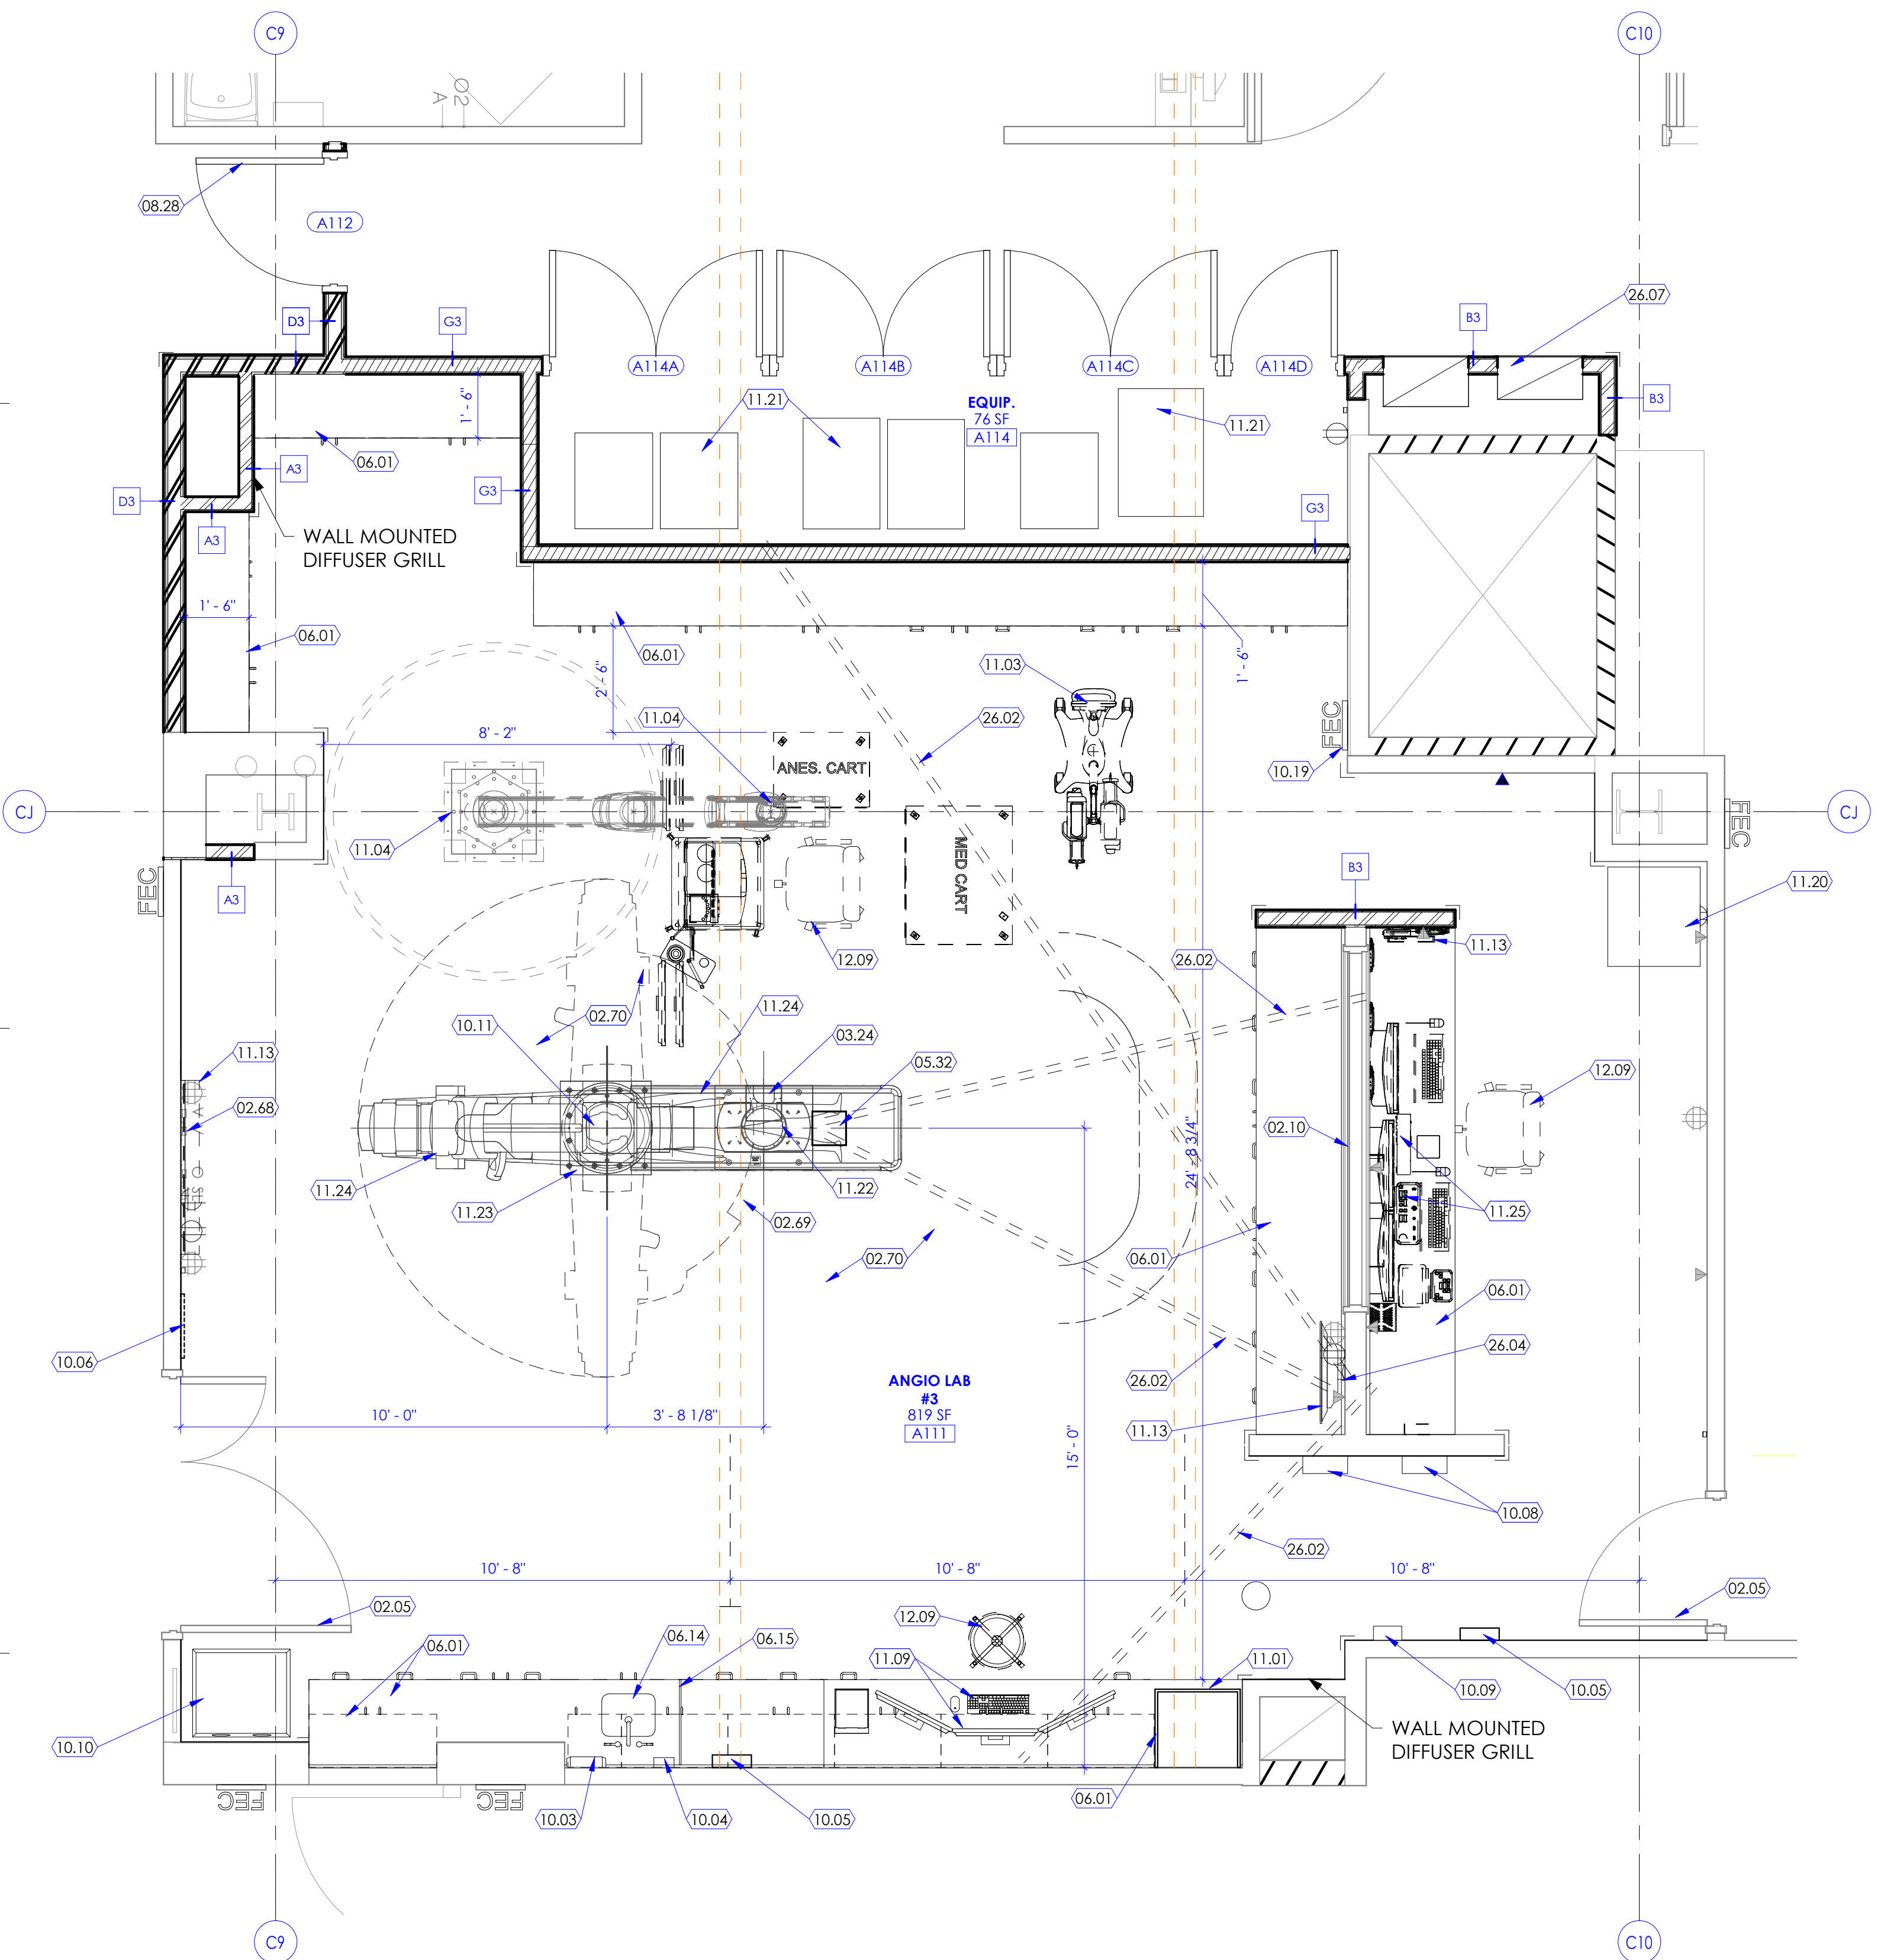 C9
C10
O2
A
08.28
A112
26.07
D3
G3
B3
A114A
A114B
A114C
A114D
1' - 6"
11.21
EQUIP.
76 SF
A114
11.21
B3
06.01
A3
D3
G3
G3
A3
WALL MOUNTED
DIFFUSER GRILL
1' - 6"
06.01
06.01
2' - 6"
11.03
1' - 6"
11.04
26.02
FEC
8' - 2"
ANES. CART
10.19
CJ
CJ
11.04
MED CART
FEC
B3
FEC
A3
11.20
12.09
11.13
26.02
02.70
11.24
10.11
03.24
05.32
11.13
12.09
02.68
02.10
24' - 8 3/4"
11.24
11.23
11.22
02.69
11.25
02.70
06.01
06.01
26.04
10.06
26.02
ANGIO LAB
#3
819 SF
A111
10' - 0"
3' - 8 1/8"
11.13
15' - 0"
10.08
26.02
10' - 8"
10' - 8"
10' - 8"
02.05
02.05
12.09
06.01
06.14
06.15
11.09
11.01
10.09
10.05
10.10
WALL MOUNTED
DIFFUSER GRILL
06.01
FEC
FEC
10.03
10.04
10.05
C9
C10